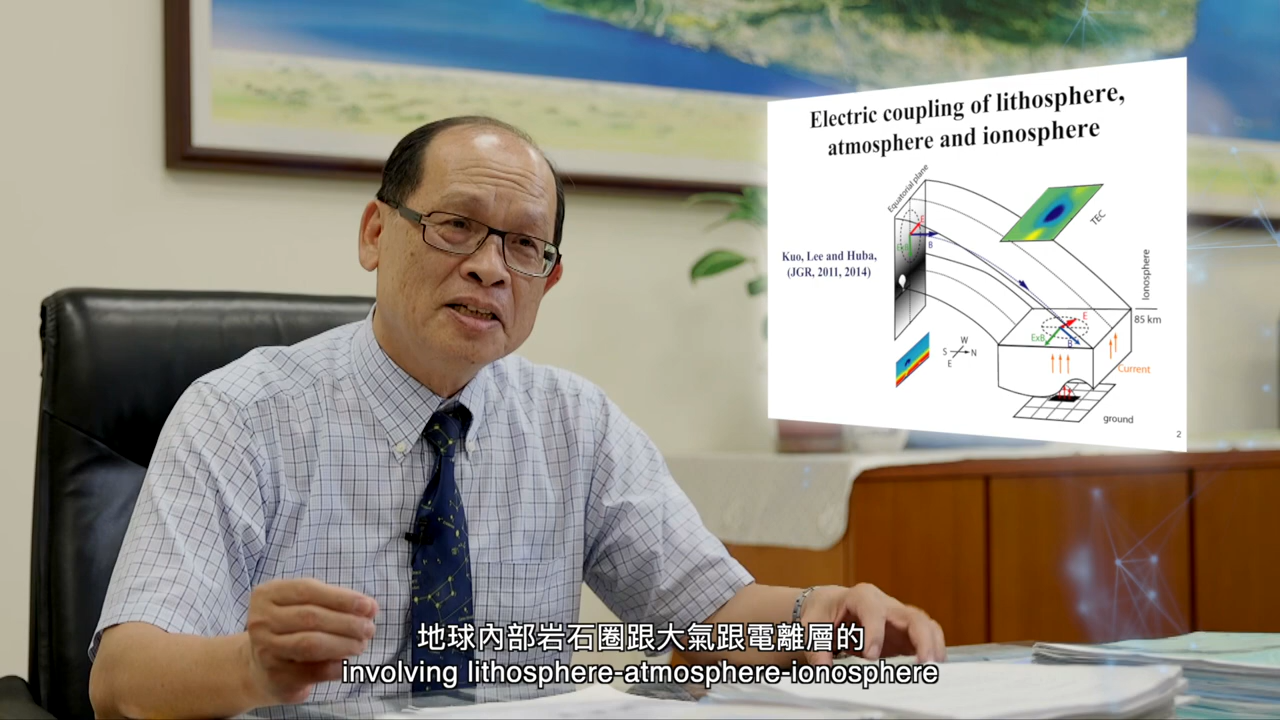 Electric coupling of lithosphere,
atmosphere and ionosphere
Equatorial plane
TEC
E
B
Kuo, Lee and Huba,
(JGR, 2011, 2014)
Ionosphere
85 km
E
ExB
B
W
S
N
E
Current
ground
2
地球內部岩石圈跟大氣跟電離層的
involving lithosphere-atmosphere-ionosphere